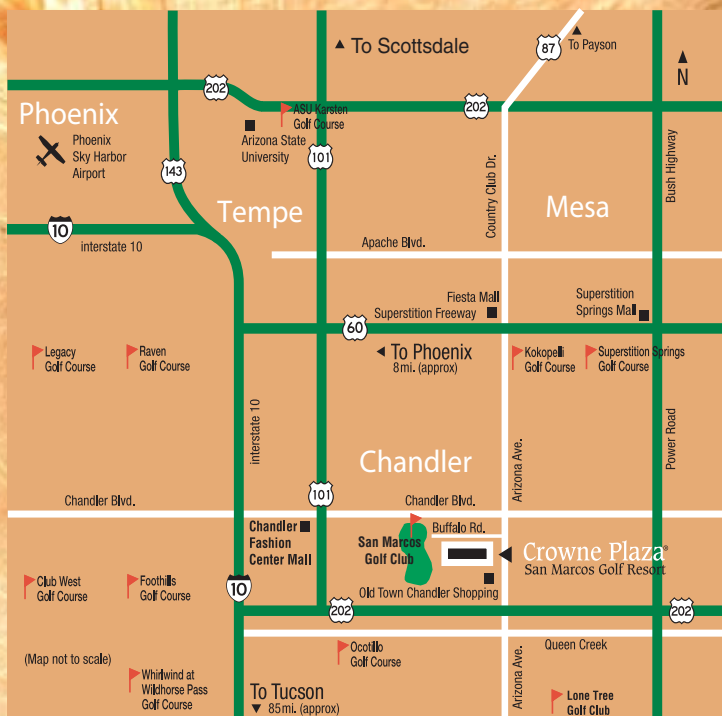 To Scottsdale
87
To Payson
N
202
202
Phoenix
ASU Karsten
Golf Course
Phoenix
Sky Harbor
Airport
Arizona State
University
101
143
Country Club Dr.
Bush Highway
Tempe
Mesa
10
interstate 10
Apache Blvd.
Fiesta Mall
Superstition Freeway
Superstition
Springs Mall
60
Legacy
Golf Course
Raven
Golf Course
To Phoenix
8mi. (approx)
Kokopelli
Golf Course
Superstition Springs
Golf Course
interstate 10
Power Road
Chandler
Arizona Ave.
101
Chandler Blvd.
Chandler Blvd.
Chandler
Fashion
Center Mall
San Marcos
Golf Club
Buffalo Rd.
Crowne Plaza®
San Marcos Golf Resort
Club West
Golf Course
Foothills
Golf Course
10
Old Town Chandler Shopping
202
202
(Map not to scale)
Ocotillo
Golf Course
Queen Creek
Whirlwind at
Wildhorse Pass
Golf Course
To Tucson
85mi. (approx)
Arizona Ave.
Lone Tree
Golf Club